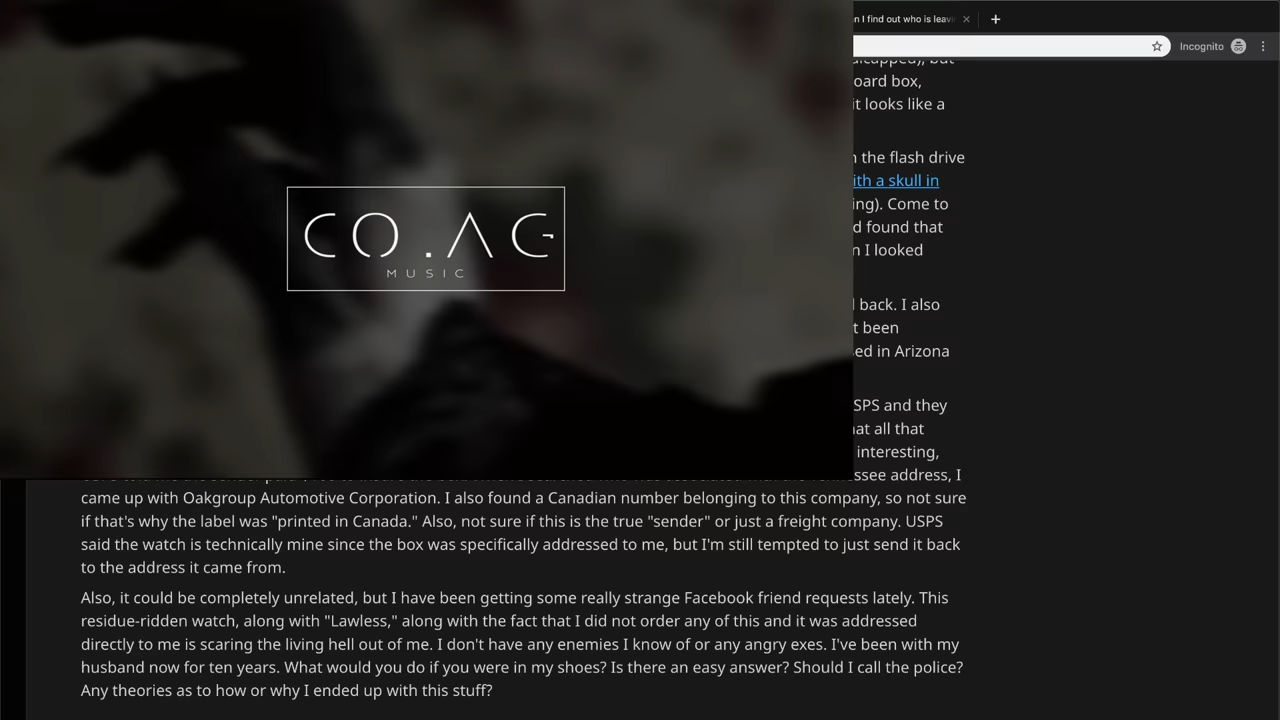 n I find out who is leavi
Incognito
oard box,
it looks like a
n the flash drive
ith a skull in
ing). Come to
d found that
n I looked
l back. I also
t been
ed in Arizona
SPS and they
at all that
interesting,
ssee address, I
came up with Oakgroup Automotive Corporation. I also found a Canadian number belonging to this company, so not sure
if that's why the label was "printed in Canada." Also, not sure if this is the true "sender" or just a freight company. USPS
said the watch is technically mine since the box was specifically addressed to me, but I'm still tempted to just send it back
to the address it came from.
Also, it could be completely unrelated, but I have been getting some really strange Facebook friend requests lately. This
residue-ridden watch, along with "Lawless," along with the fact that I did not order any of this and it was addressed
directly to me is scaring the living hell out of me. I don't have any enemies I know of or any angry exes. I've been with my
husband now for ten years. What would you do if you were in my shoes? Is there an easy answer? Should I call the police?
Any theories as to how or why I ended up with this stuff?
CO.AG
MUSIC